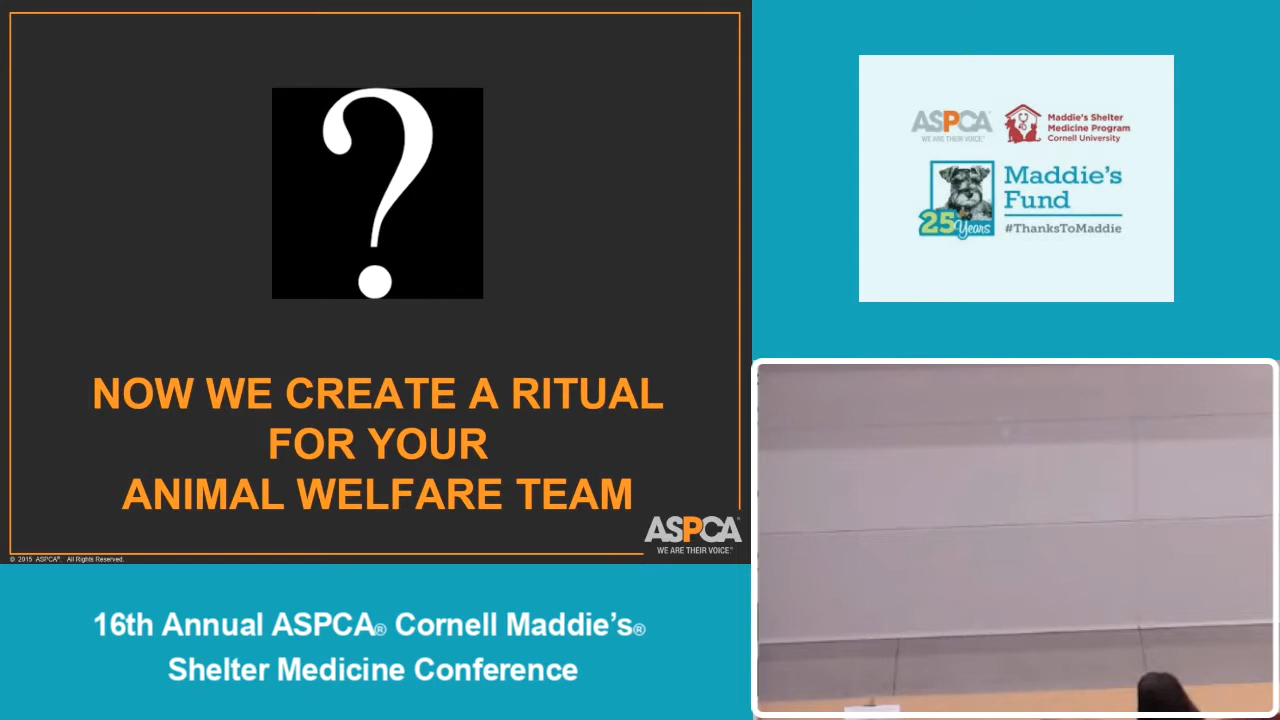 ?
NOW WE CREATE A RITUAL
FOR YOUR
ANIMAL WELFARE TEAM
ASPCA®
WE ARE THEIR VOICE.™
© 2015 ASPCA®. All Rights Reserved.
16th Annual ASPCA® Cornell Maddie's®
Shelter Medicine Conference
ASPCA
WE ARE THEIR VOICE.™
Maddie's Shelter
Medicine Program
Cornell University
25 Years
Maddie's
Fund
#ThanksToMaddie